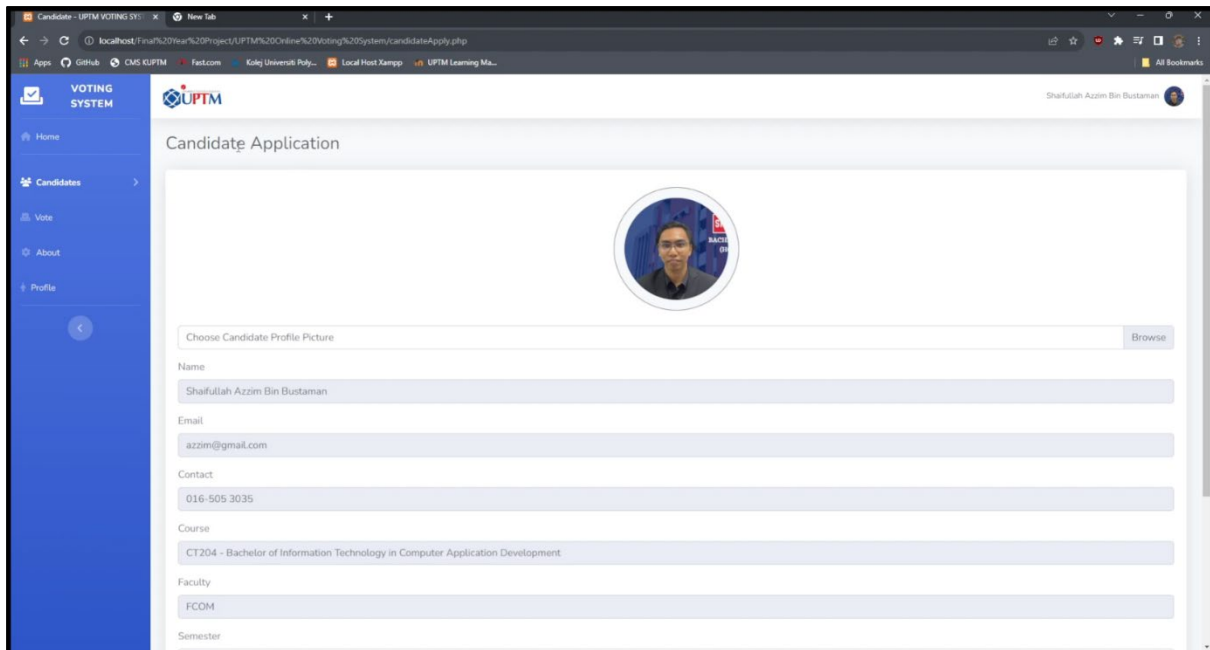 Candidate - UPTM VOTING SYS
New Tab
localhost/Final%20Year%20Project/UPTM%20Online%20Voting%20System/candidateApply.php
Apps GitHub CMS KUPTM Fast.com Kolej Universiti Poly... Local Host Xampp UPTM Learning Ma... All Bookmarks
VOTING
SYSTEM
UPTM
Shaifullah Azzim Bin Bustaman
Home
Candidates
Vote
About
Profile
Candidate Application
Choose Candidate Profile Picture Browse
Name
Shaifullah Azzim Bin Bustaman
Email
azzim@gmail.com
Contact
016-505 3035
Course
CT204 - Bachelor of Information Technology in Computer Application Development
Faculty
FCOM
Semester